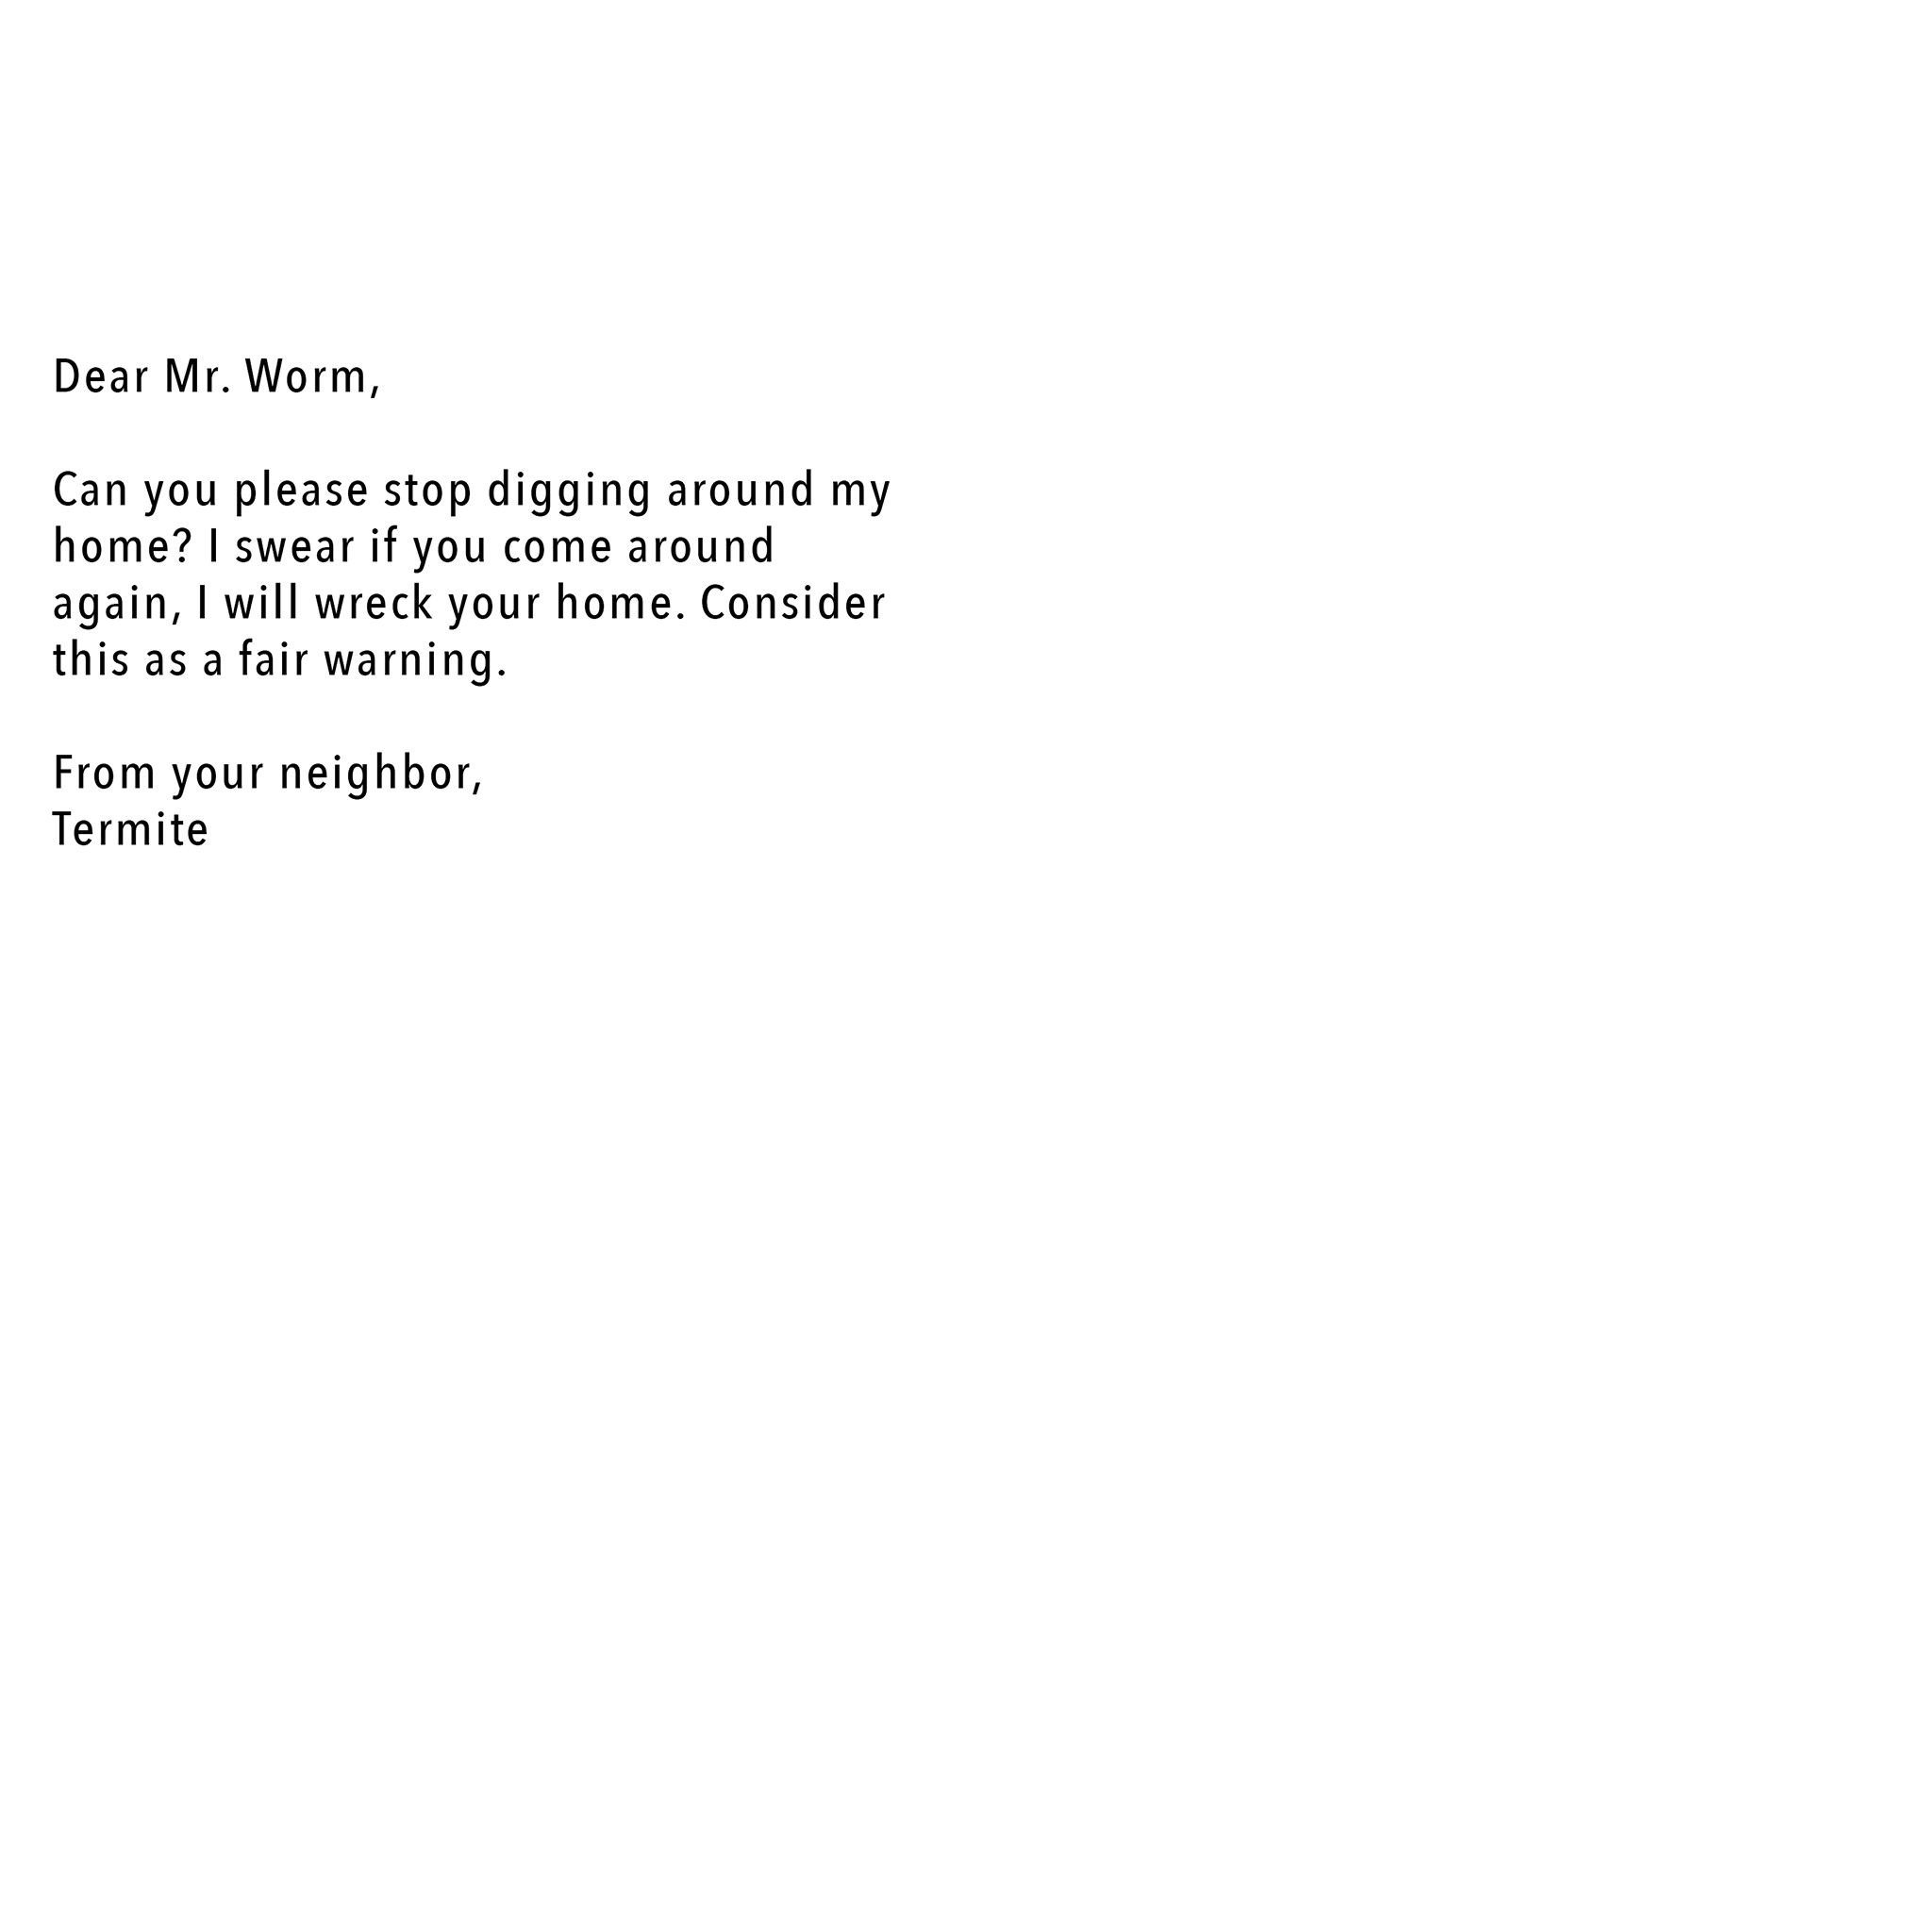 Dear Mr. Worm,
Can you please stop digging around my
home? I swear if you come around
again, I will wreck your home. Consider
this as a fair warning.
From your neighbor,
Termite